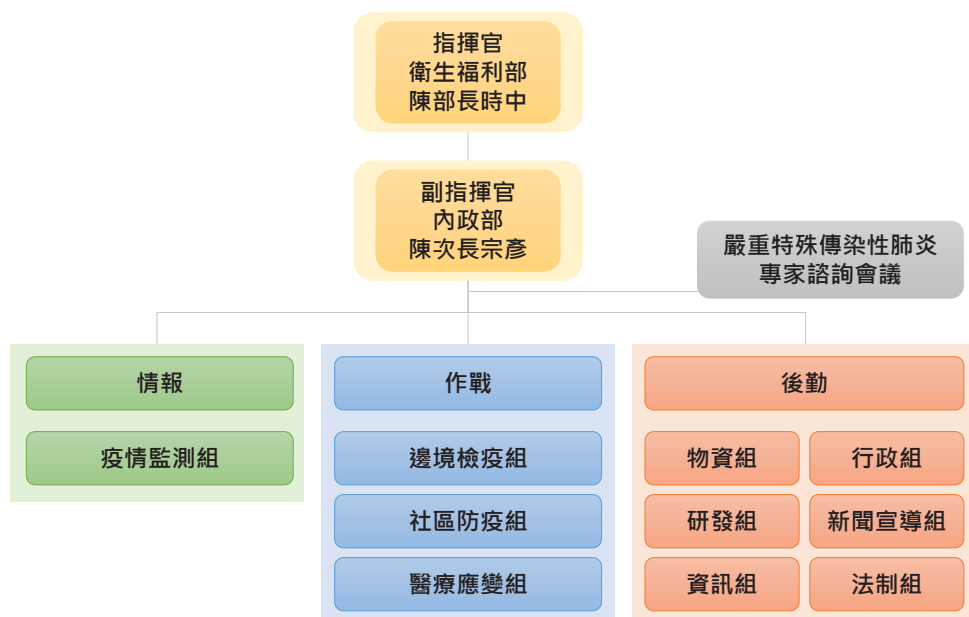 指揮官
衛生福利部
陳部長時中
副指揮官
內政部
陳次長宗彥
嚴重特殊傳染性肺炎
專家諮詢會議
情報
疫情監測組
作戰
邊境檢疫組
社區防疫組
醫療應變組
後勤
物資組
行政組
研發組
新聞宣導組
資訊組
法制組